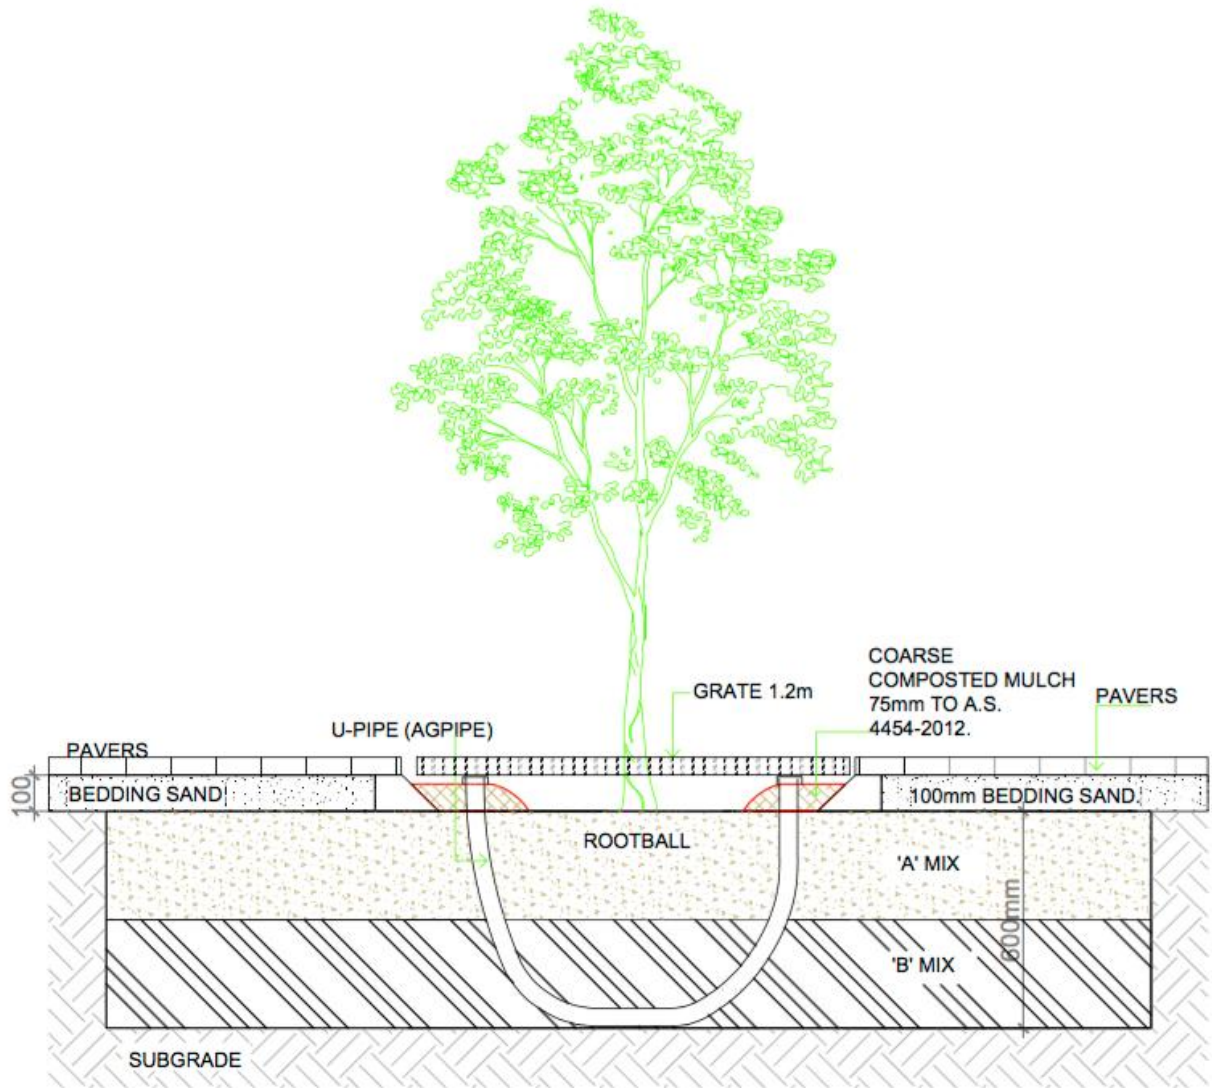 COARSE
COMPOSTED MULCH
75mm TO A.S.
4454-2012.
GRATE 1.2m
PAVERS
U-PIPE (AGPIPE)
PAVERS
100
BEDDING SAND
100mm BEDDING SAND
ROOTBALL
'A' MIX
600mm
'B' MIX
SUBGRADE